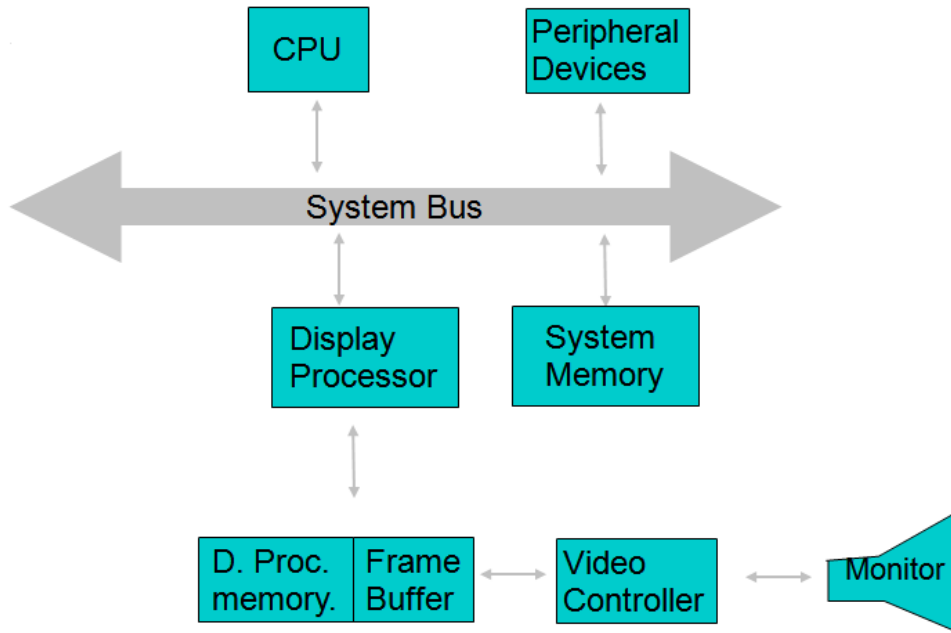 CPU
Peripheral
Devices
System Bus
Display
Processor
System
Memory
D. Proc.
memory.
Frame
Buffer
Video
Controller
Monitor